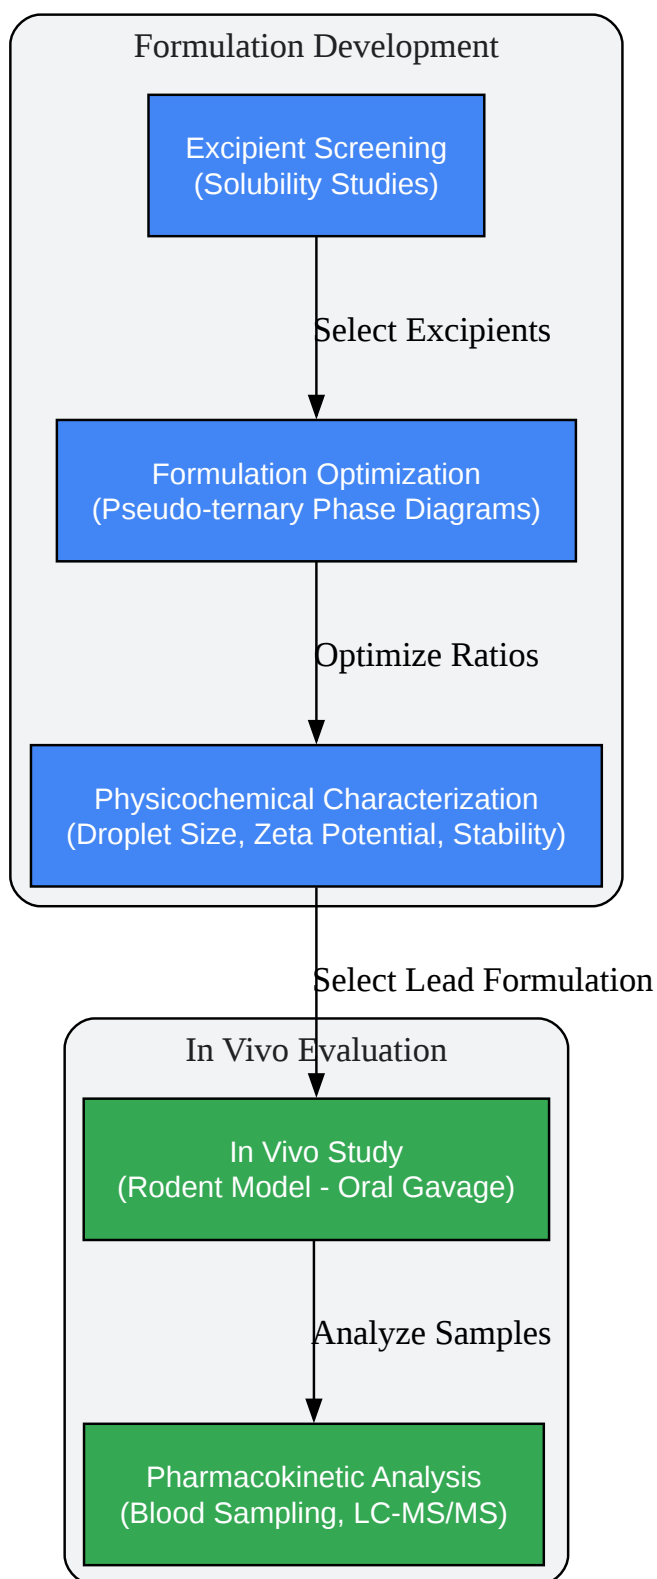 Formulation Development
Excipient Screening
(Solubility Studies)
Select Excipients
Formulation Optimization
(Pseudo-ternary Phase Diagrams)
Optimize Ratios
Physicochemical Characterization
(Droplet Size, Zeta Potential, Stability)
Select Lead Formulation
In Vivo Evaluation
In Vivo Study
(Rodent Model - Oral Gavage)
Analyze Samples
Pharmacokinetic Analysis
(Blood Sampling, LC-MS/MS)